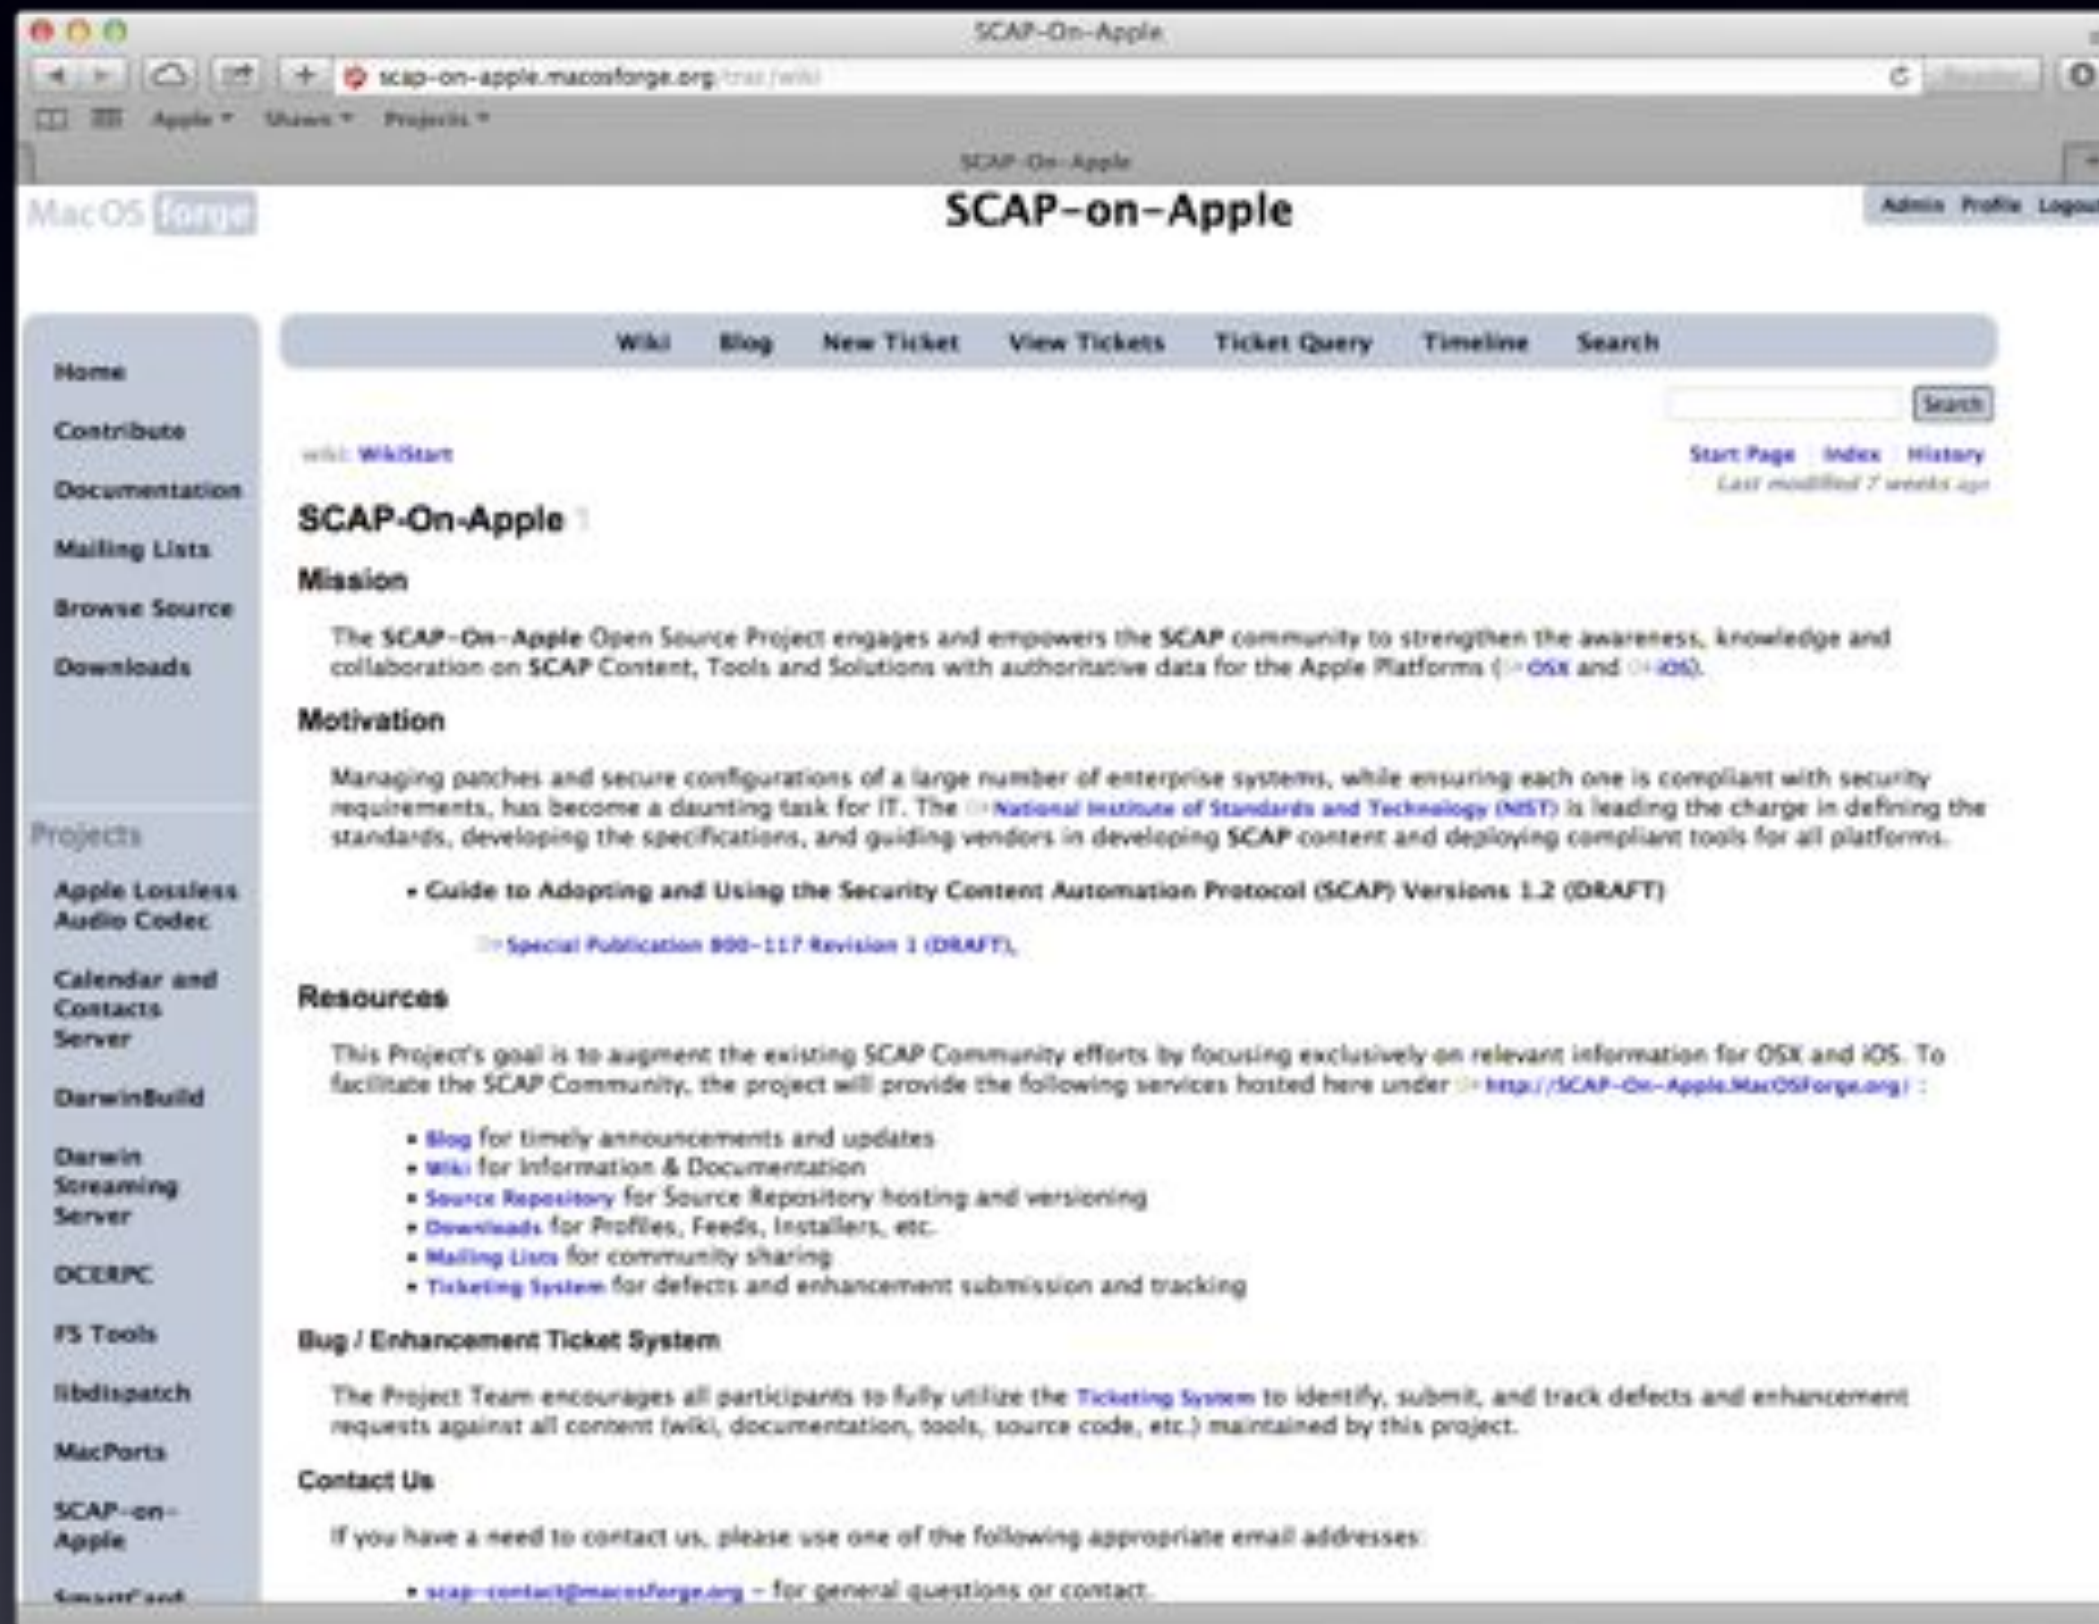 SCAP-On-Apple
scap-on-apple.macosforge.org/trac/wiki
Apple Shawn Projects
SCAP-On-Apple
MacOS forge
SCAP-on-Apple
Admin Profile Logout
Wiki Blog New Ticket View Tickets Ticket Query Timeline Search
Home
Contribute
Documentation
Mailing Lists
Browse Source
Downloads
Projects
Apple Lossless
Audio Codec
Calendar and
Contacts
Server
DarwinBuild
Darwin
Streaming
Server
DCERPC
FS Tools
libdispatch
MacPorts
SCAP-on-
Apple
SmartCard
Search
wiki: WikiStart
Start Page Index History
Last modified 7 weeks ago
SCAP-On-Apple
Mission
The SCAP-On-Apple Open Source Project engages and empowers the SCAP community to strengthen the awareness, knowledge and
collaboration on SCAP Content, Tools and Solutions with authoritative data for the Apple Platforms (OSX and iOS).
Motivation
Managing patches and secure configurations of a large number of enterprise systems, while ensuring each one is compliant with security
requirements, has become a daunting task for IT. The National Institute of Standards and Technology (NIST) is leading the charge in defining the
standards, developing the specifications, and guiding vendors in developing SCAP content and deploying compliant tools for all platforms.
• Guide to Adopting and Using the Security Content Automation Protocol (SCAP) Versions 1.2 (DRAFT)
Special Publication 800-117 Revision 1 (DRAFT),
Resources
This Project's goal is to augment the existing SCAP Community efforts by focusing exclusively on relevant information for OSX and iOS. To
facilitate the SCAP Community, the project will provide the following services hosted here under http://SCAP-On-Apple.MacOSForge.org/ :
• Blog for timely announcements and updates
• Wiki for Information & Documentation
• Source Repository for Source Repository hosting and versioning
• Downloads for Profiles, Feeds, Installers, etc.
• Mailing Lists for community sharing
• Ticketing System for defects and enhancement submission and tracking
Bug / Enhancement Ticket System
The Project Team encourages all participants to fully utilize the Ticketing System to identify, submit, and track defects and enhancement
requests against all content (wiki, documentation, tools, source code, etc.) maintained by this project.
Contact Us
If you have a need to contact us, please use one of the following appropriate email addresses:
• scap-contact@macosforge.org – for general questions or contact.